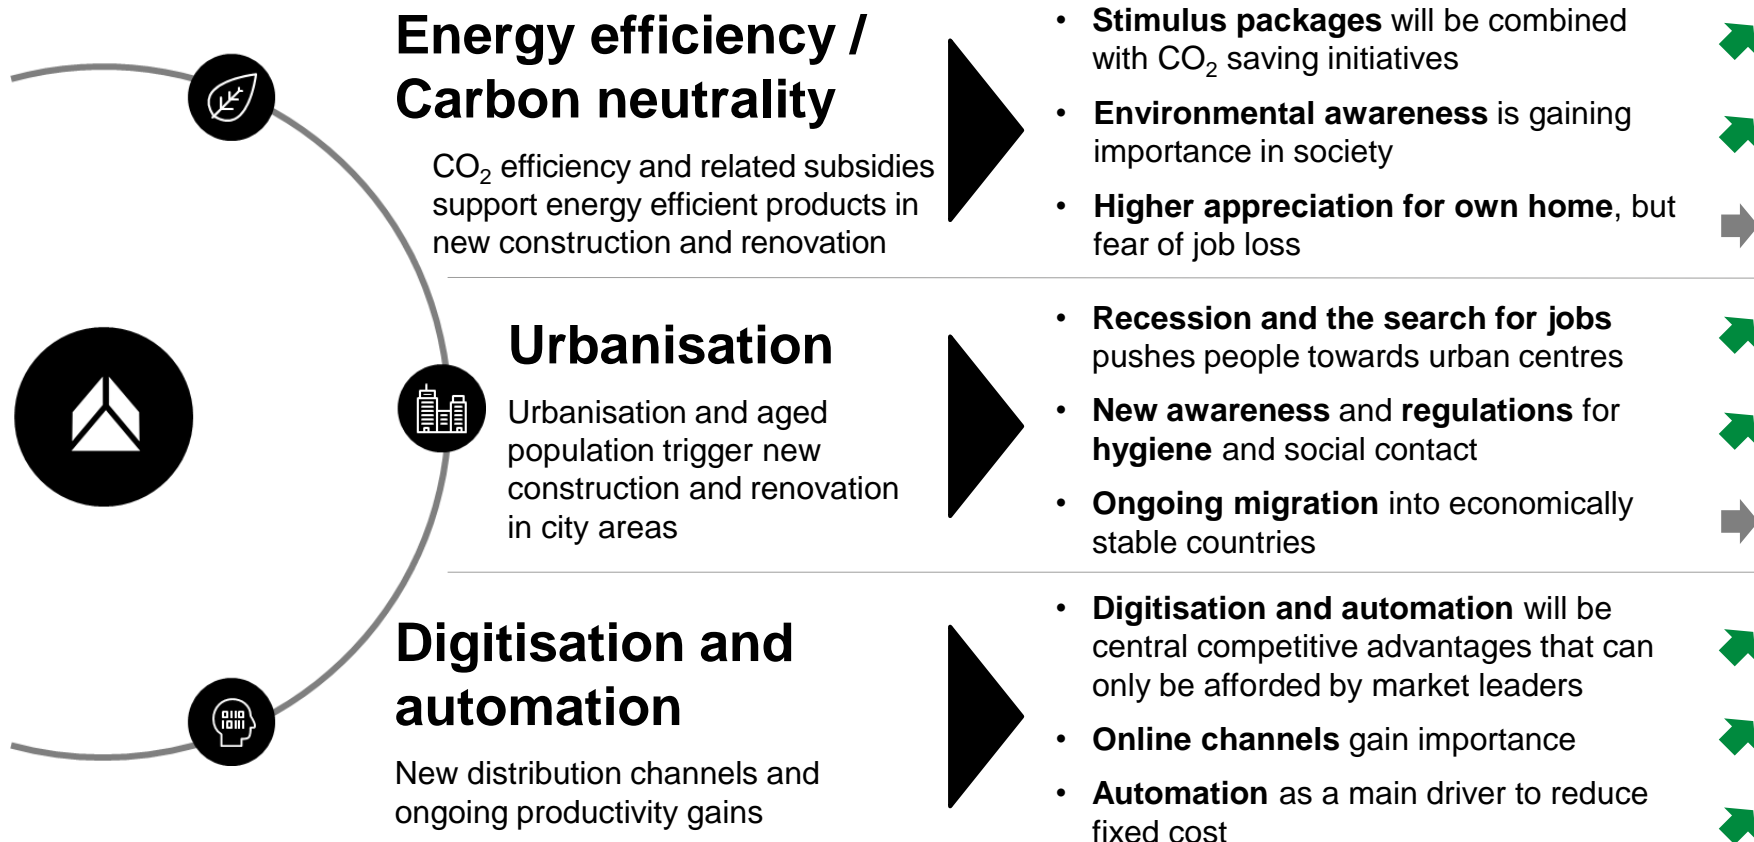 Energy efficiency /
Carbon neutrality
CO₂ efficiency and related subsidies
support energy efficient products in
new construction and renovation
• Stimulus packages will be combined
with CO₂ saving initiatives
• Environmental awareness is gaining
importance in society
• Higher appreciation for own home, but
fear of job loss
Urbanisation
Urbanisation and aged
population trigger new
construction and renovation
in city areas
• Recession and the search for jobs
pushes people towards urban centres
• New awareness and regulations for
hygiene and social contact
• Ongoing migration into economically
stable countries
Digitisation and
automation
New distribution channels and
ongoing productivity gains
• Digitisation and automation will be
central competitive advantages that can
only be afforded by market leaders
• Online channels gain importance
• Automation as a main driver to reduce
fixed cost
0110
10111